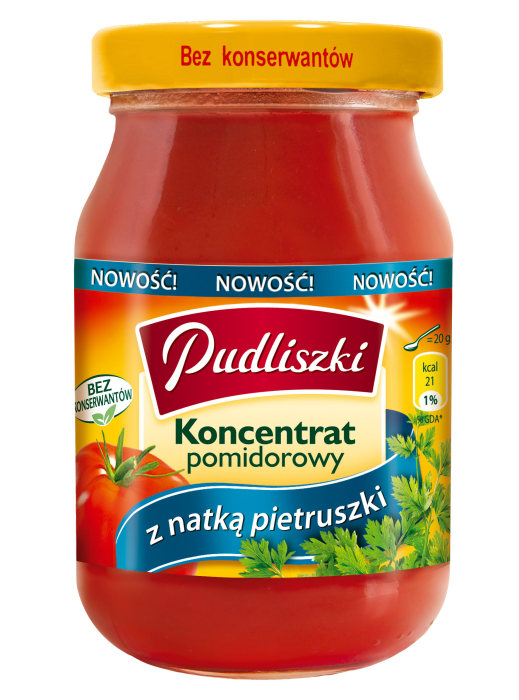 Bez konserwantów
NOWOŚĆ! NOWOŚĆ! NOWOŚĆ!
Pudliszki
=20 g
kcal
21
1%
%GDA*
BEZ
KONSERWANTÓW
Koncentrat
pomidorowy
z natką pietruszki